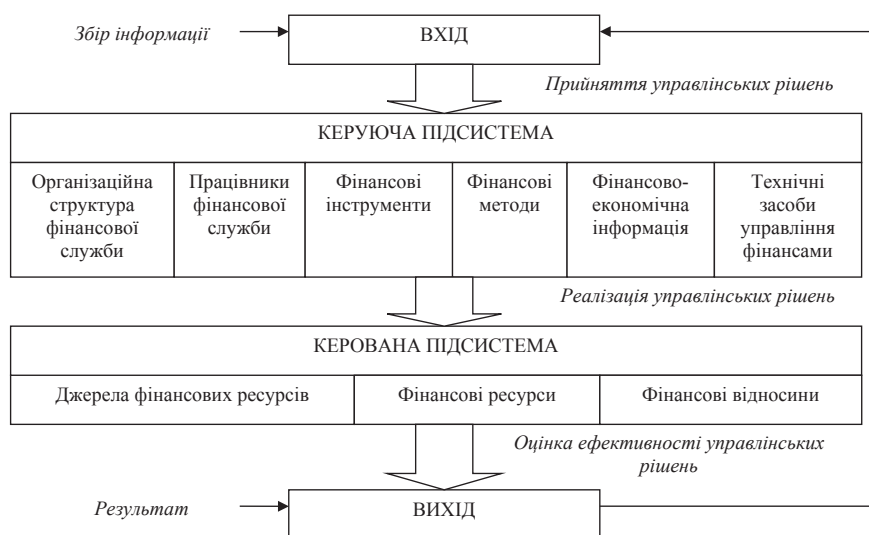 Збір інформації
ВХІД
Прийняття управлінських рішень
КЕРУЮЧА ПІДСИСТЕМА
Організаційна
структура
фінансової
служби
Працівники
фінансової
служби
Фінансові
інструменти
Фінансові
методи
Фінансово-
економічна
інформація
Технічні
засоби
управління
фінансами
Реалізація управлінських рішень
КЕРОВАНА ПІДСИСТЕМА
Джерела фінансових ресурсів
Фінансові ресурси
Фінансові відносини
Оцінка ефективності управлінських
рішень
Результат
ВИХІД